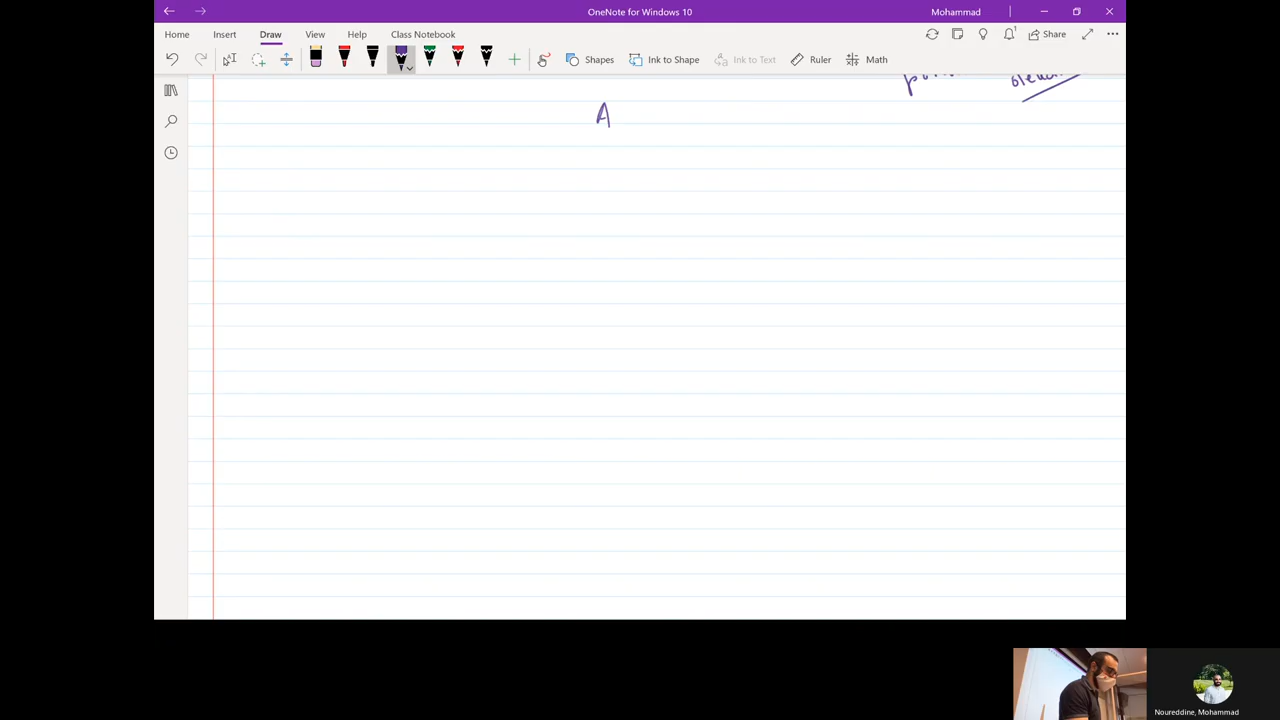 OneNote for Windows 10
Mohammad
Home Insert Draw View Help Class Notebook
Share
Shapes Ink to Shape Ink to Text Ruler Math
A
Noureddine, Mohammad